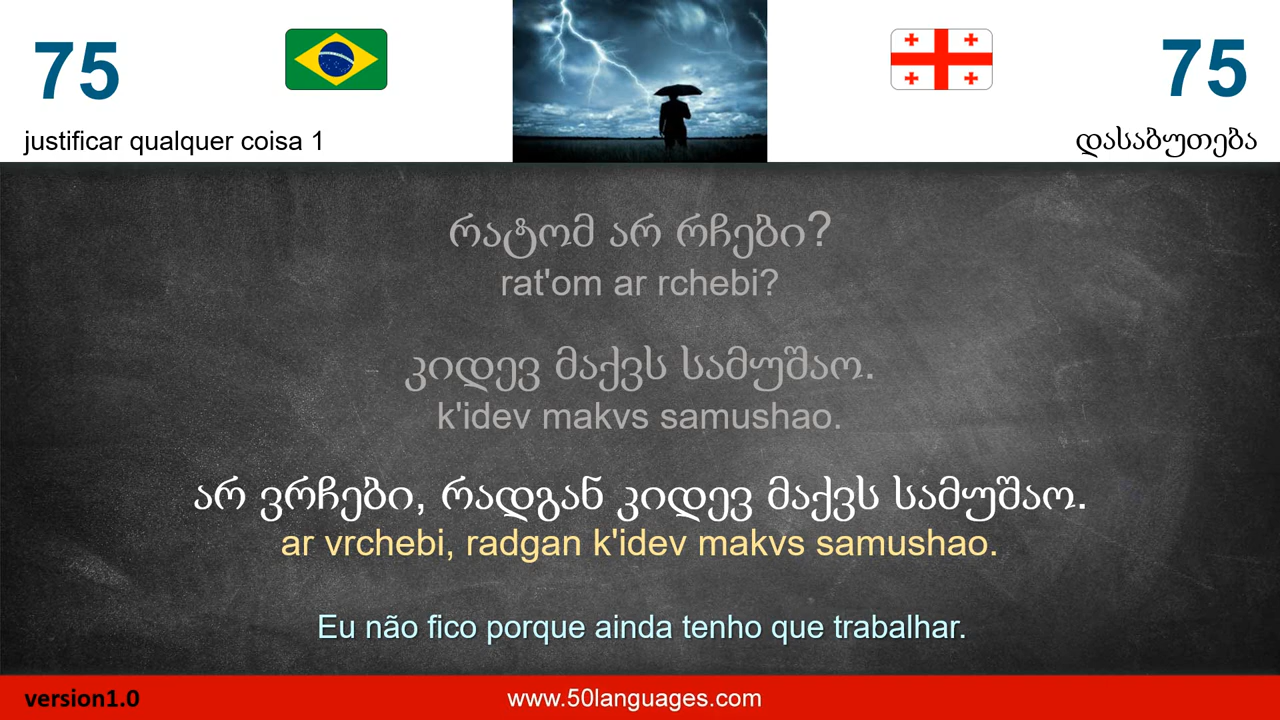 75
75
justificar qualquer coisa 1
დასაბუთება
რატომ არ რჩები?
rat'om ar rchebi?
კიდევ მაქვს სამუშაო.
k'idev makvs samushao.
არ ვრჩები, რადგან კიდევ მაქვს სამუშაო.
ar vrchebi, radgan k'idev makvs samushao.
Eu não fico porque ainda tenho que trabalhar.
version1.0
www.50languages.com